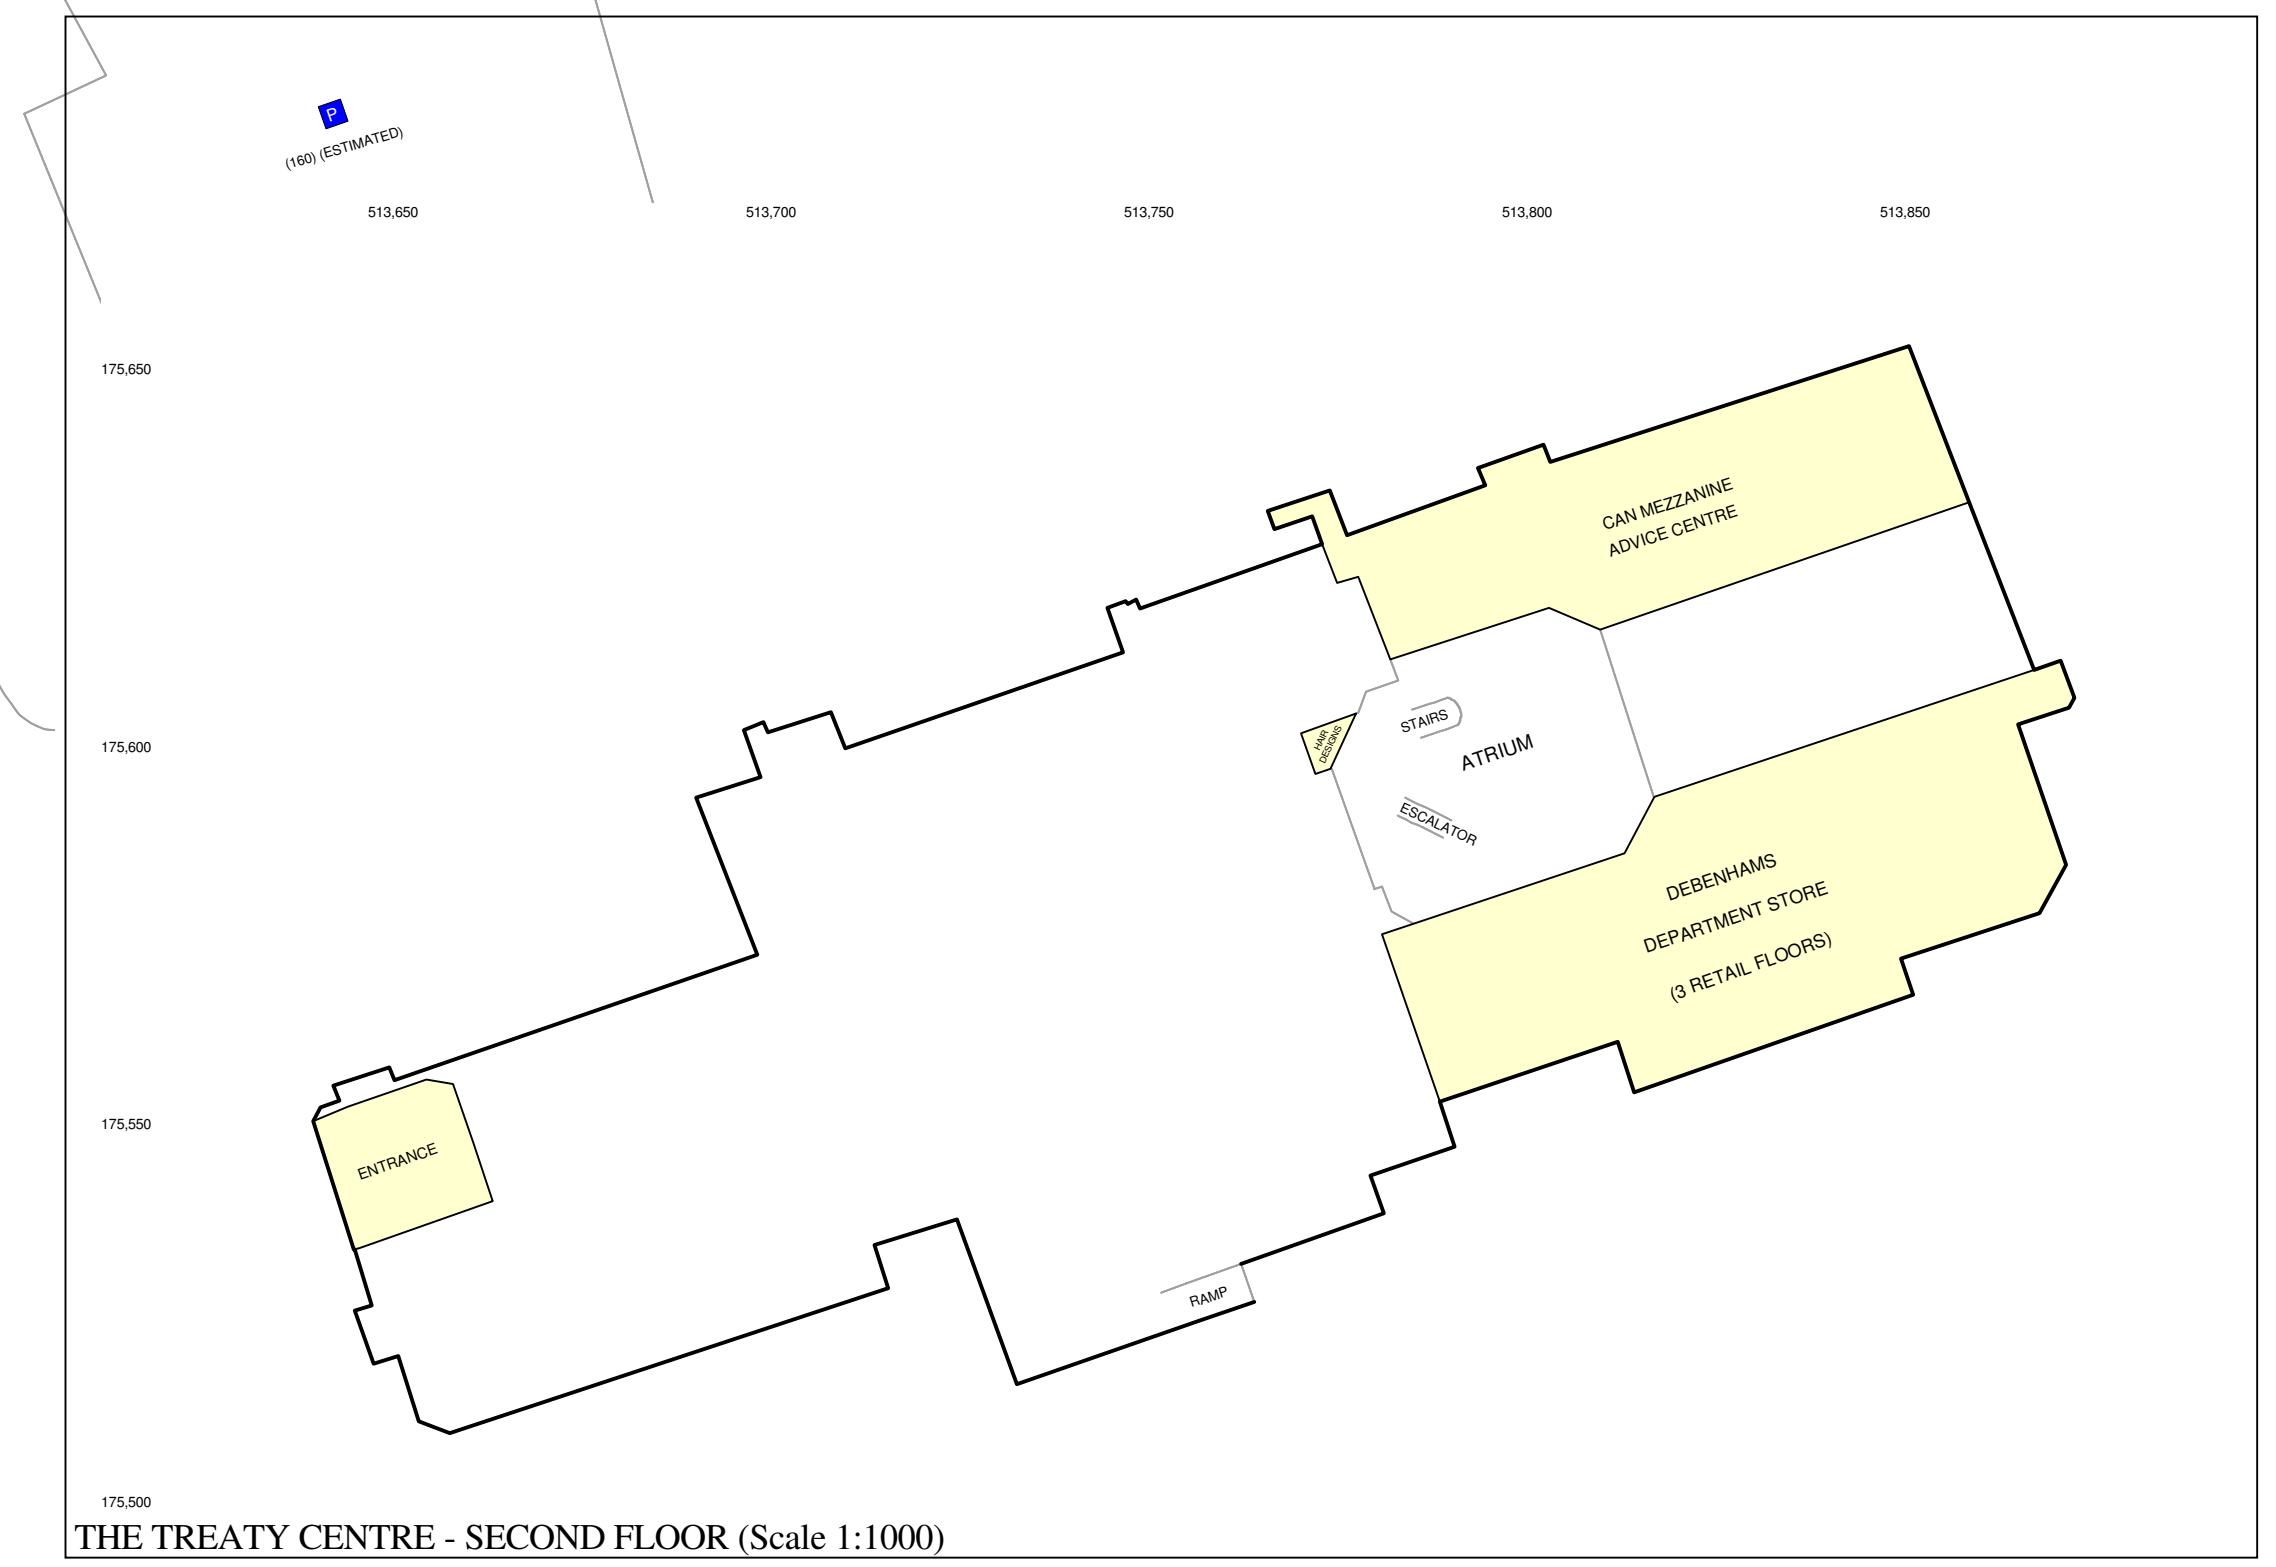 P
(160) (ESTIMATED)
513,650
513,700
513,750
513,800
513,850
175,650
CAN MEZZANINE
ADVICE CENTRE
175,600
HAIR
DESIGNS
STAIRS
ATRIUM
ESCALATOR
DEBENHAMS
DEPARTMENT STORE
(3 RETAIL FLOORS)
175,550
ENTRANCE
RAMP
175,500
THE TREATY CENTRE - SECOND FLOOR (Scale 1:1000)